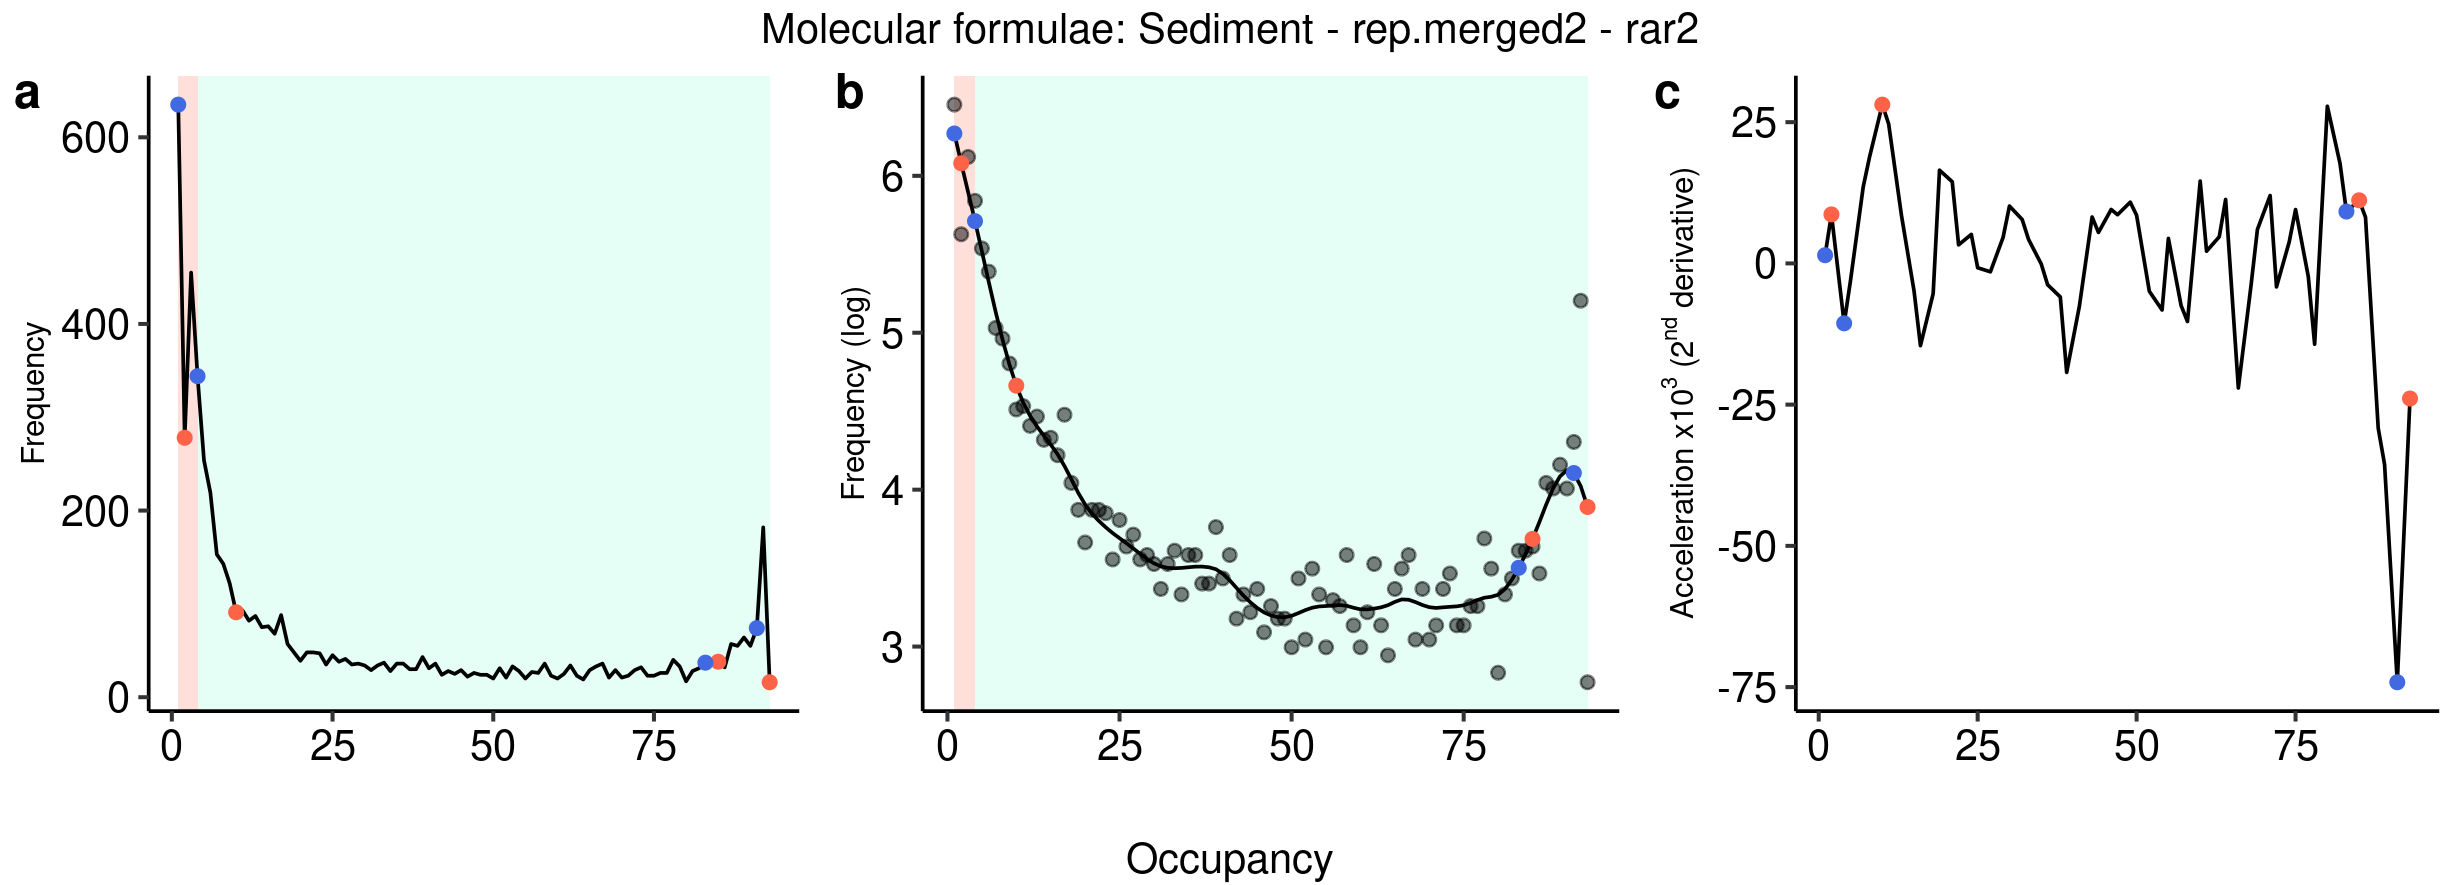 Molecular formulae: Sediment - rep.merged2 - rar2
a
600
400
200
0
Frequency
0 25 50 75
b
6
5
4
3
Frequency (log)
0 25 50 75
c
25
0
-25
-50
-75
Acceleration x10³ (2ⁿᵈ derivative)
0 25 50 75
Occupancy